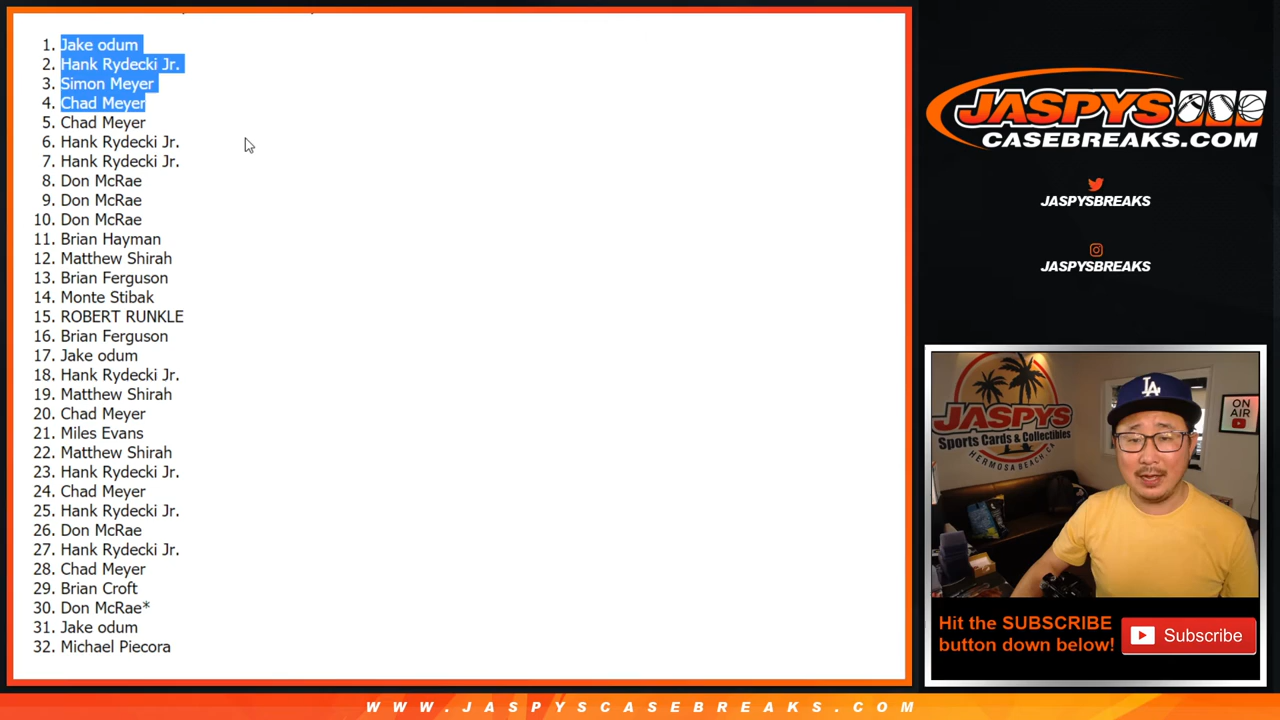 1. Jake odum
2. Hank Rydecki Jr.
3. Simon Meyer
4. Chad Meyer
5. Chad Meyer
6. Hank Rydecki Jr.
7. Hank Rydecki Jr.
8. Don McRae
9. Don McRae
10. Don McRae
11. Brian Hayman
12. Matthew Shirah
13. Brian Ferguson
14. Monte Stibak
15. ROBERT RUNKLE
16. Brian Ferguson
17. Jake odum
18. Hank Rydecki Jr.
19. Matthew Shirah
20. Chad Meyer
21. Miles Evans
22. Matthew Shirah
23. Hank Rydecki Jr.
24. Chad Meyer
25. Hank Rydecki Jr.
26. Don McRae
27. Hank Rydecki Jr.
28. Chad Meyer
29. Brian Croft
30. Don McRae*
31. Jake odum
32. Michael Piecora
JASPYS
CASEBREAKS.COM
JASPYSBREAKS
JASPYSBREAKS
JASPYS
Sports Cards & Collectibles
HERMOSA BEACH, CA
LA
ON
AIR
Hit the SUBSCRIBE
button down below!
Subscribe
WWW.JASPYSCASEBREAKS.COM